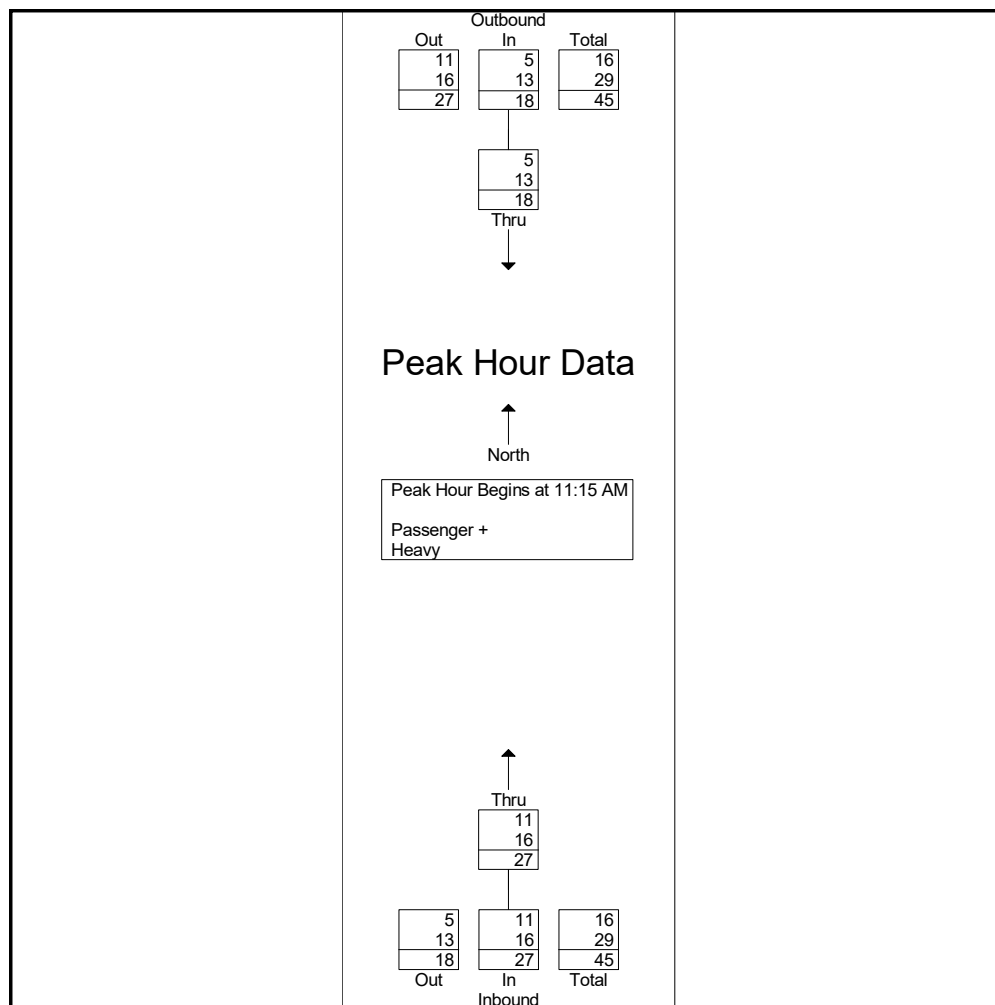 Outbound
Out In Total
11 5 16
16 13 29
27 18 45
5
13
18
Thru
Peak Hour Data
North
Peak Hour Begins at 11:15 AM
Passenger +
Heavy
Thru
11
16
27
5 11 16
13 16 29
18 27 45
Out In Total
Inbound